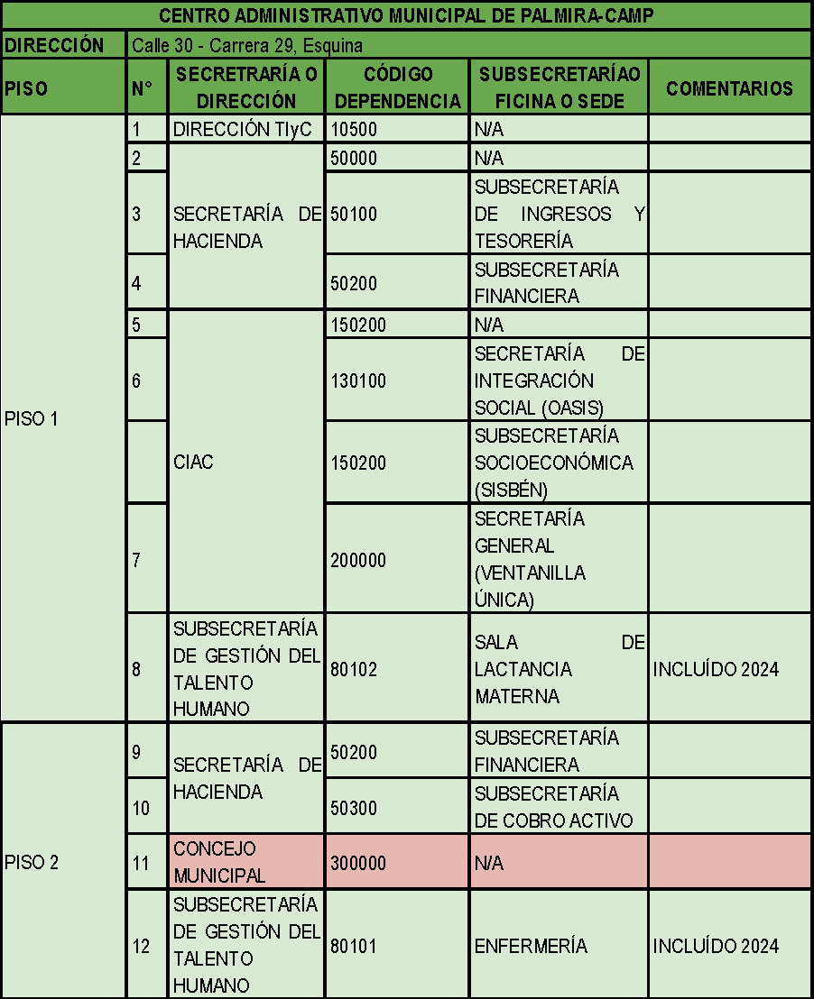 CENTRO ADMINISTRATIVO MUNICIPAL DE PALMIRA-CAMP
DIRECCIÓN Calle 30 - Carrera 29, Esquina
PISO N° SECRETRARÍA O DIRECCIÓN CÓDIGO DEPENDENCIA SUBSECRETARÍAO FICINA O SEDE COMENTARIOS
PISO 1
1 DIRECCIÓN TIyC 10500 N/A
2 50000 N/A
SECRETARÍA DE
HACIENDA
3 50100
SUBSECRETARÍA
DE INGRESOS Y
TESORERÍA
4 50200
SUBSECRETARÍA
FINANCIERA
5 150200 N/A
CIAC
6 130100
SECRETARÍA DE
INTEGRACIÓN
SOCIAL (OASIS)
150200
SUBSECRETARÍA
SOCIOECONÓMICA
(SISBÉN)
7 200000
SECRETARÍA
GENERAL
(VENTANILLA
ÚNICA)
8
SUBSECRETARÍA
DE GESTIÓN DEL
TALENTO
HUMANO
80102
SALA DE
LACTANCIA
MATERNA
INCLUÍDO 2024
PISO 2
9
SECRETARÍA DE
HACIENDA
50200
SUBSECRETARÍA
FINANCIERA
10 50300
SUBSECRETARÍA
DE COBRO ACTIVO
11
CONCEJO
MUNICIPAL
300000 N/A
12
SUBSECRETARÍA
DE GESTIÓN DEL
TALENTO
HUMANO
80101 ENFERMERÍA INCLUÍDO 2024